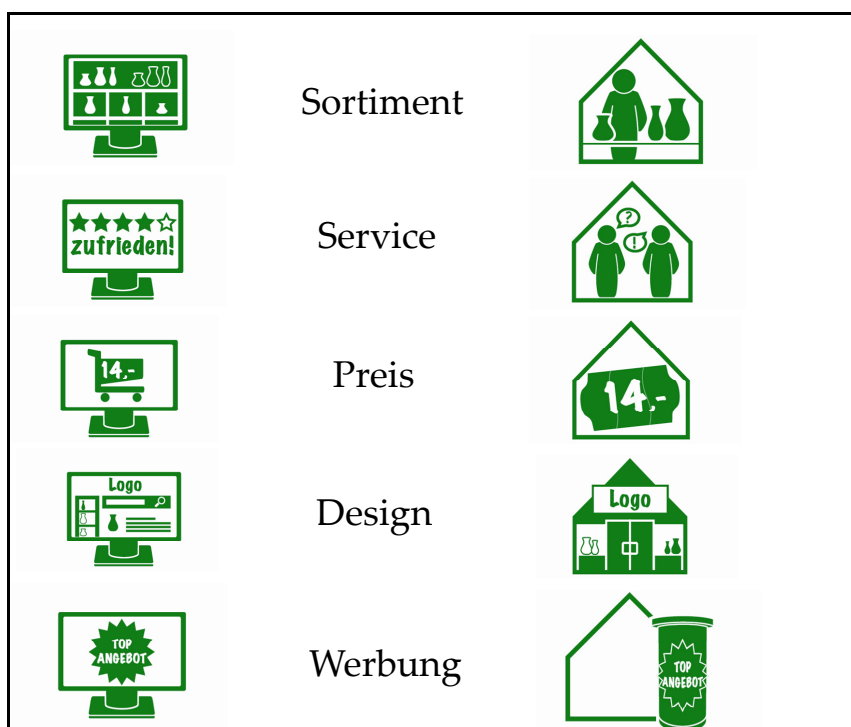 Sortiment
zufrieden!
Service
?
!
14,-
Preis
14,-
Logo
Design
Logo
TOP
ANGEBOT
Werbung
TOP
ANGEBOT